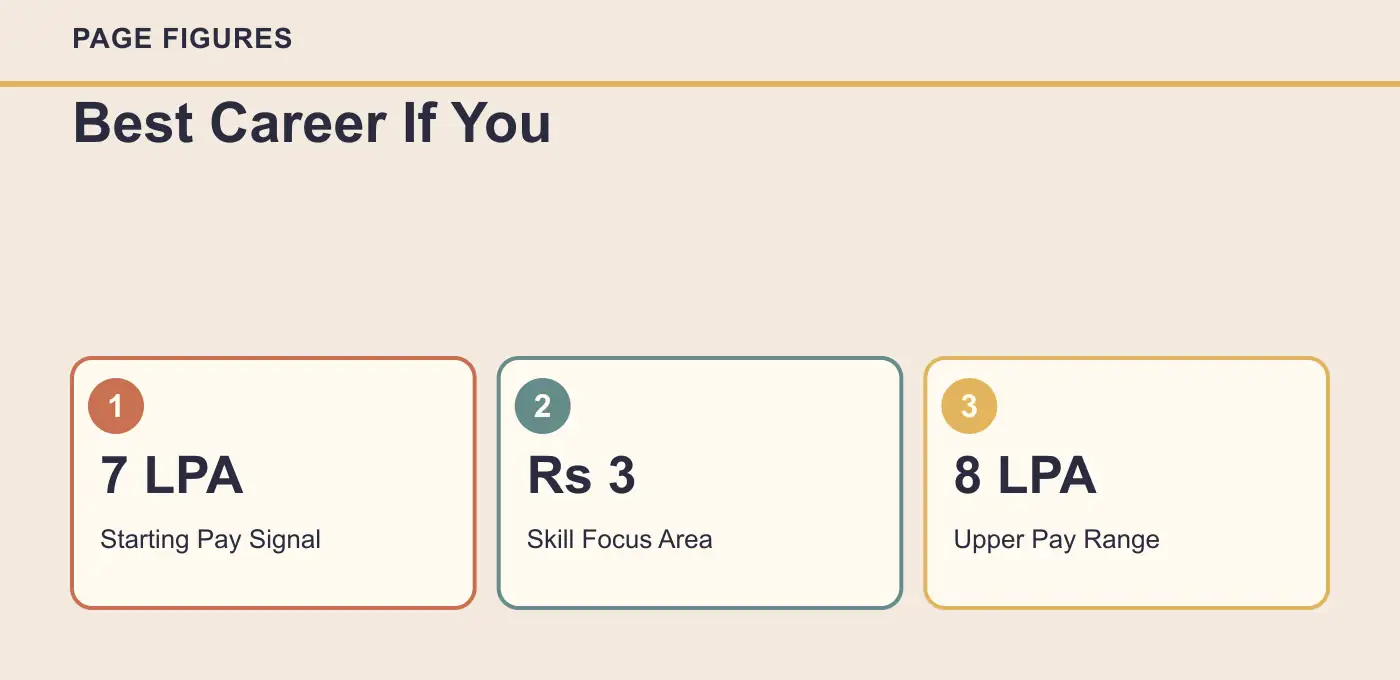 PAGE FIGURES
Best Career If You
1
7 LPA
Starting Pay Signal
2
Rs 3
Skill Focus Area
3
8 LPA
Upper Pay Range